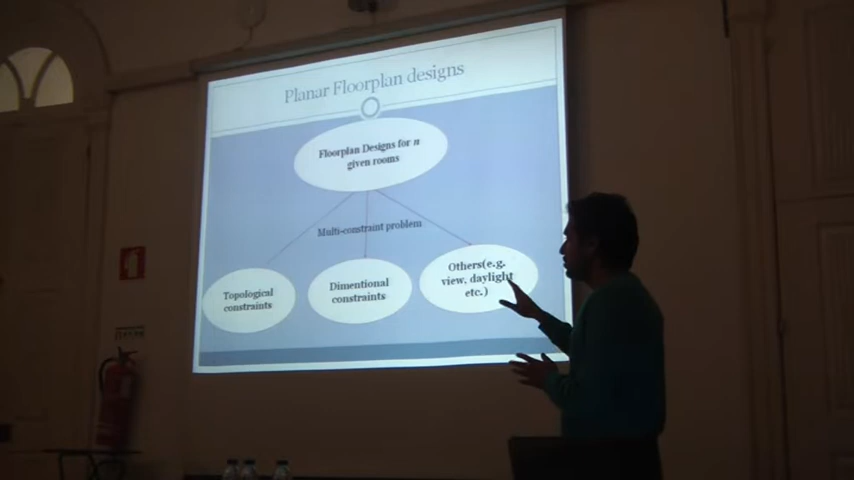 Planar Floorplan designs
Floorplan Designs for n
given rooms
Multi-constraint problem
Topological
constraints
Dimentional
constraints
Others(e.g.
view, daylight
etc.)